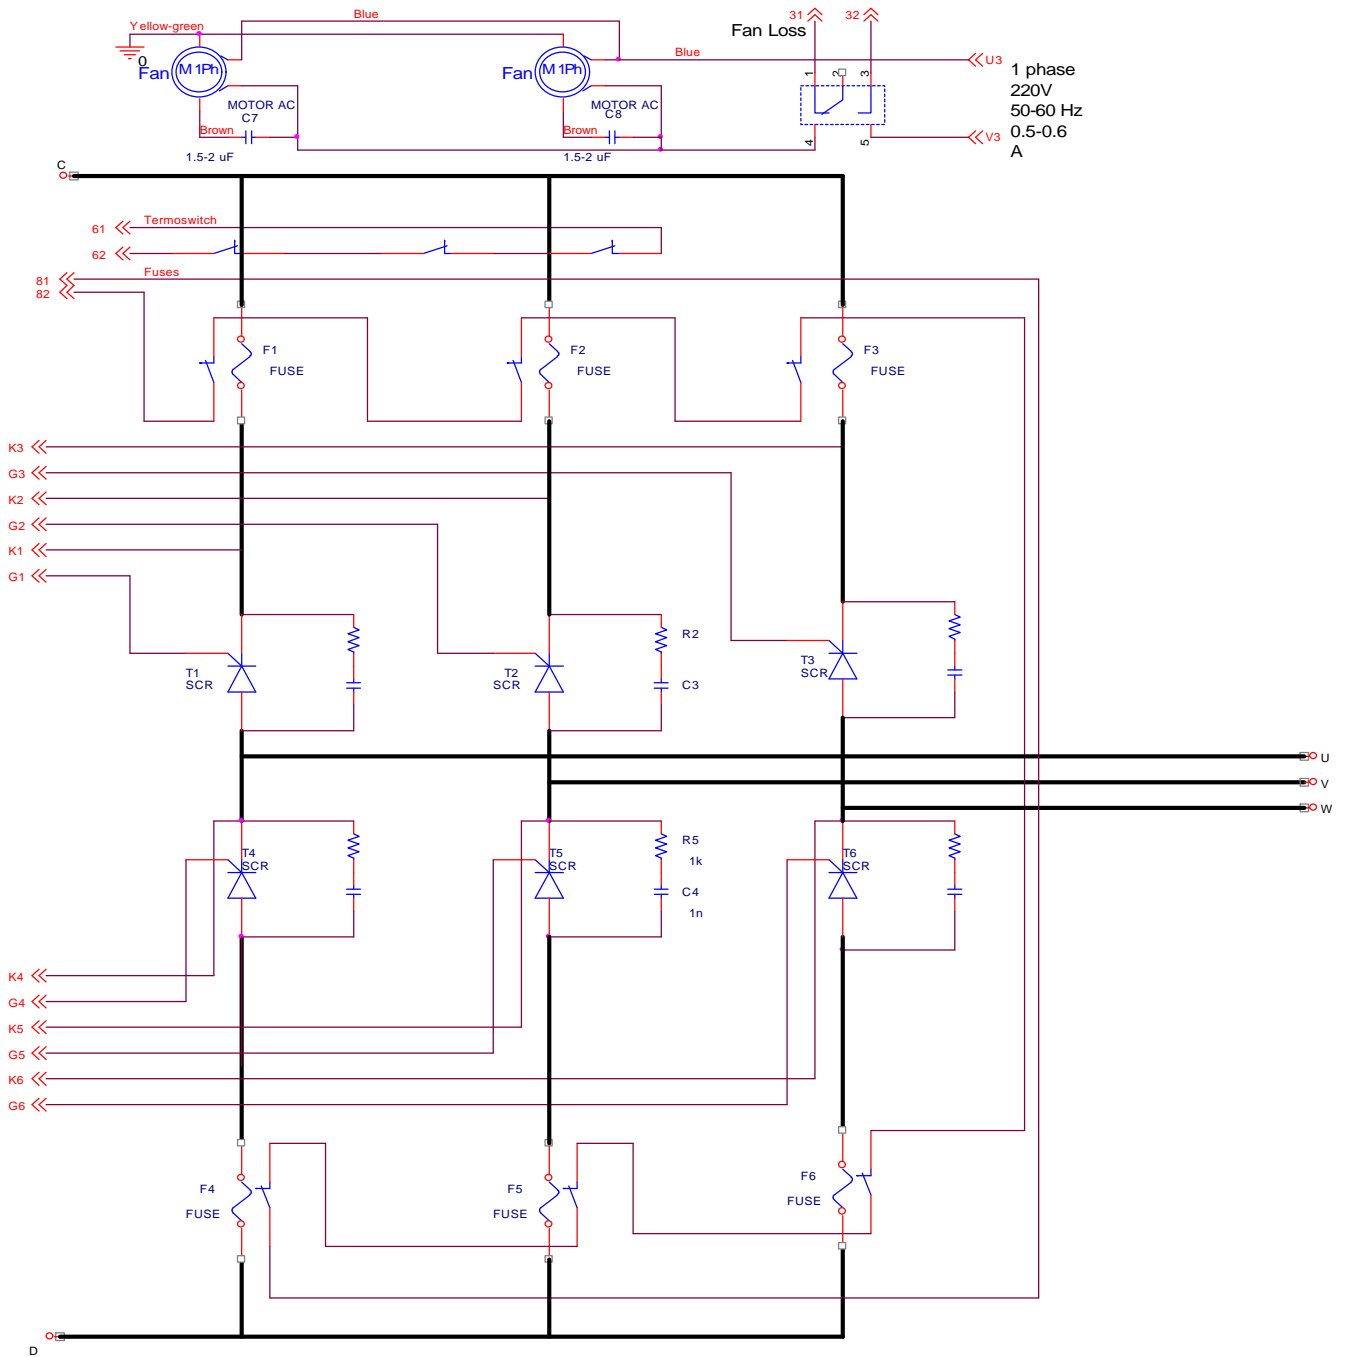 31
32
Blue
Yellow-green
Fan Loss
0
Fan
M 1Ph
Fan
M 1Ph
Blue
U3
1 phase
220V
50-60 Hz
0.5-0.6
A
1
2
3
MOTOR AC
C7
MOTOR AC
C8
Brown
Brown
4
5
V3
1.5-2 uF
1.5-2 uF
C
Termoswitch
61
62
Fuses
81
82
F1
FUSE
F2
FUSE
F3
FUSE
K3
G3
K2
G2
K1
G1
R2
T1
SCR
T2
SCR
T3
SCR
C3
U
V
W
T4
SCR
T5
SCR
R5
1k
T6
SCR
C4
1n
K4
G4
K5
G5
K6
G6
F4
FUSE
F5
FUSE
F6
FUSE
D